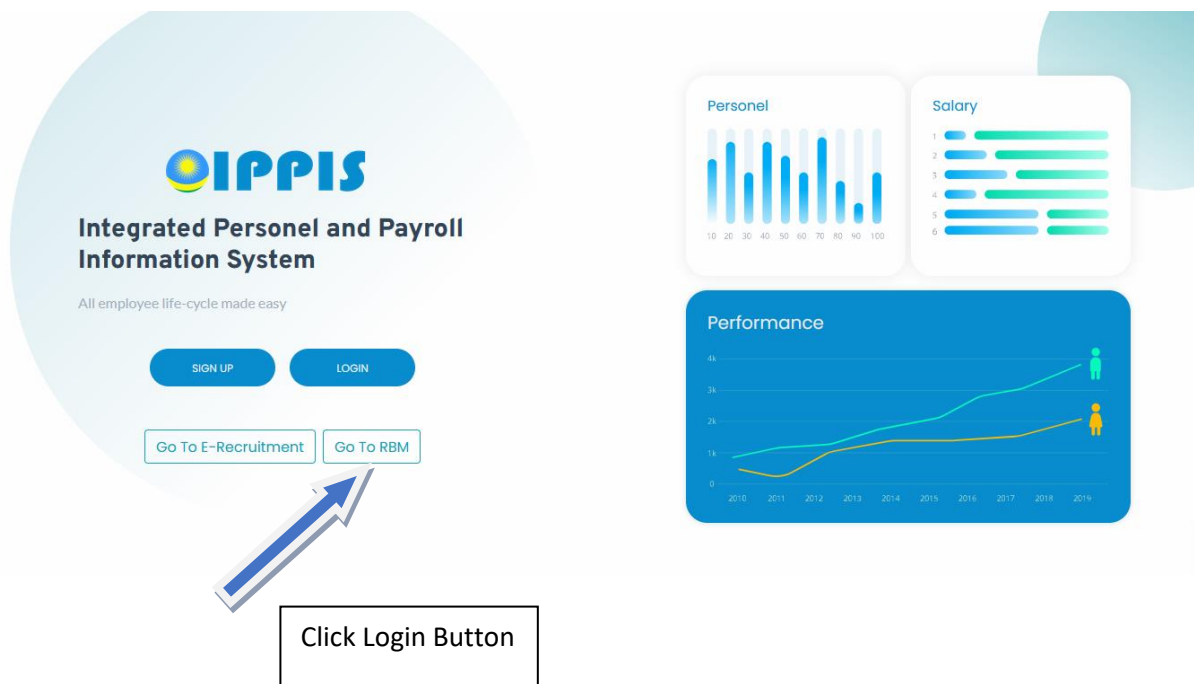 IPPIS
Integrated Personel and Payroll
Information System
All employee life-cycle made easy
SIGN UP
LOGIN
Go To E-Recruitment
Go To RBM
Click Login Button
Personel
10 20 30 40 50 60 70 80 90 100
Salary
1
2
3
4
5
6
Performance
4k
3k
2k
1k
0
2010 2011 2012 2013 2014 2015 2016 2017 2018 2019